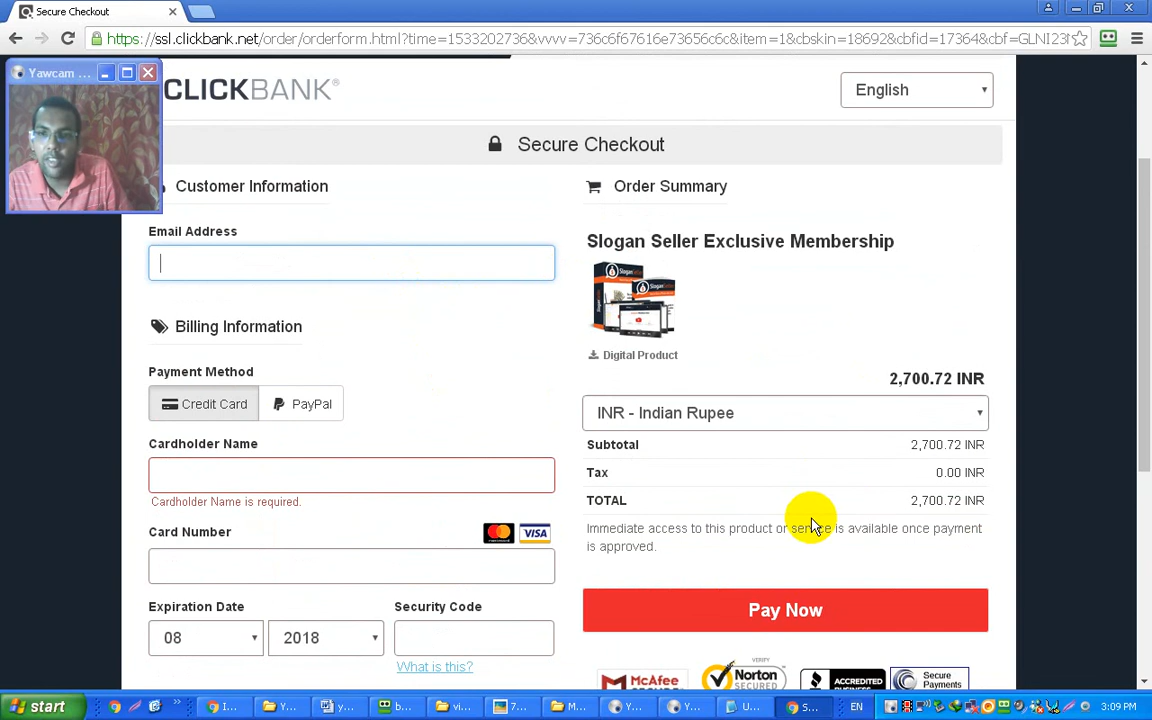 Secure Checkout
https://ssl.clickbank.net/order/orderform.html?time=1533202736&vvvv=736c6f67616e73656c6c&item=1&cbskin=18692&cbfid=17364&cbf=GLNI23
Yawcam ...
CLICKBANK®
English
Secure Checkout
Customer Information
Order Summary
Email Address
Slogan Seller Exclusive Membership
Digital Product
Billing Information
Payment Method
Credit Card
PayPal
2,700.72 INR
INR - Indian Rupee
Subtotal 2,700.72 INR
Tax 0.00 INR
TOTAL 2,700.72 INR
Immediate access to this product or service is available once payment
is approved.
Cardholder Name
Cardholder Name is required.
Card Number
VISA
Expiration Date
Security Code
08
2018
What is this?
Pay Now
McAfee
SECURE
VERIFY
Norton
SECURED
ACCREDITED
Secure
Payments
start
I...
Y...
y...
b...
vi...
7...
M...
Y...
Y...
U...
S...
EN
3:09 PM